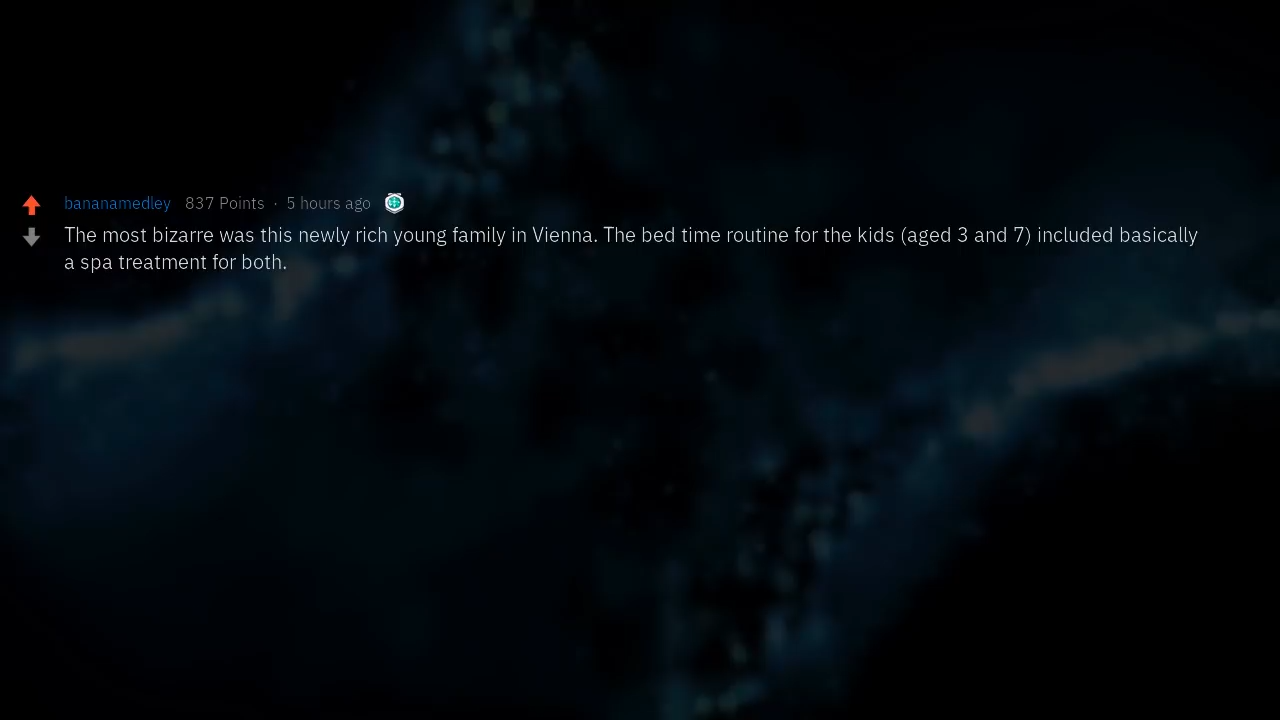 bananamedley 837 Points · 5 hours ago
The most bizarre was this newly rich young family in Vienna. The bed time routine for the kids (aged 3 and 7) included basically
a spa treatment for both.